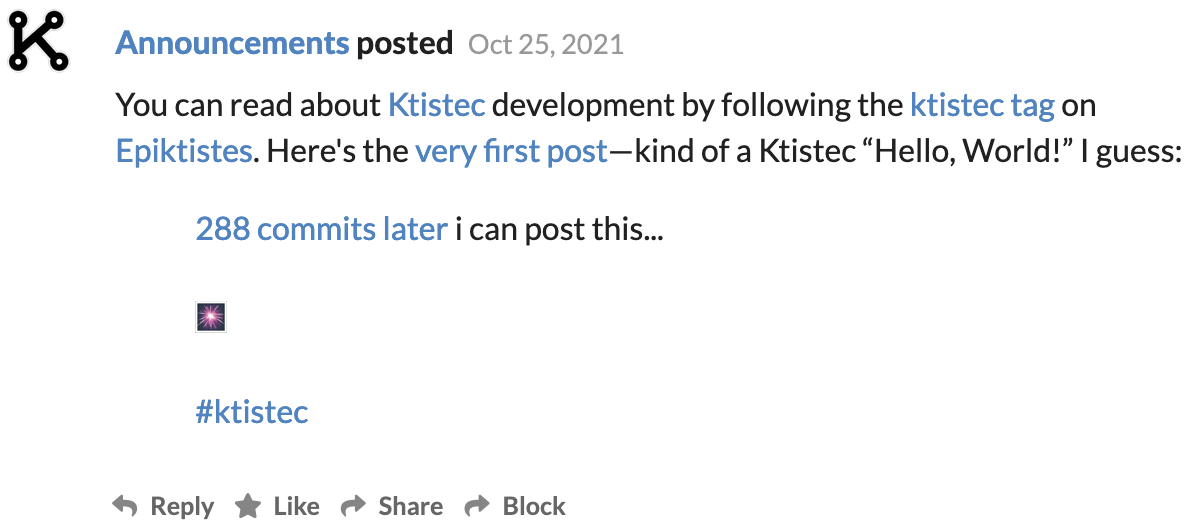 Announcements posted Oct 25, 2021
You can read about Ktistec development by following the ktistec tag on
Epiktistes. Here's the very first post—kind of a Ktistec “Hello, World!” I guess:
288 commits later i can post this...
#ktistec
Reply Like Share Block